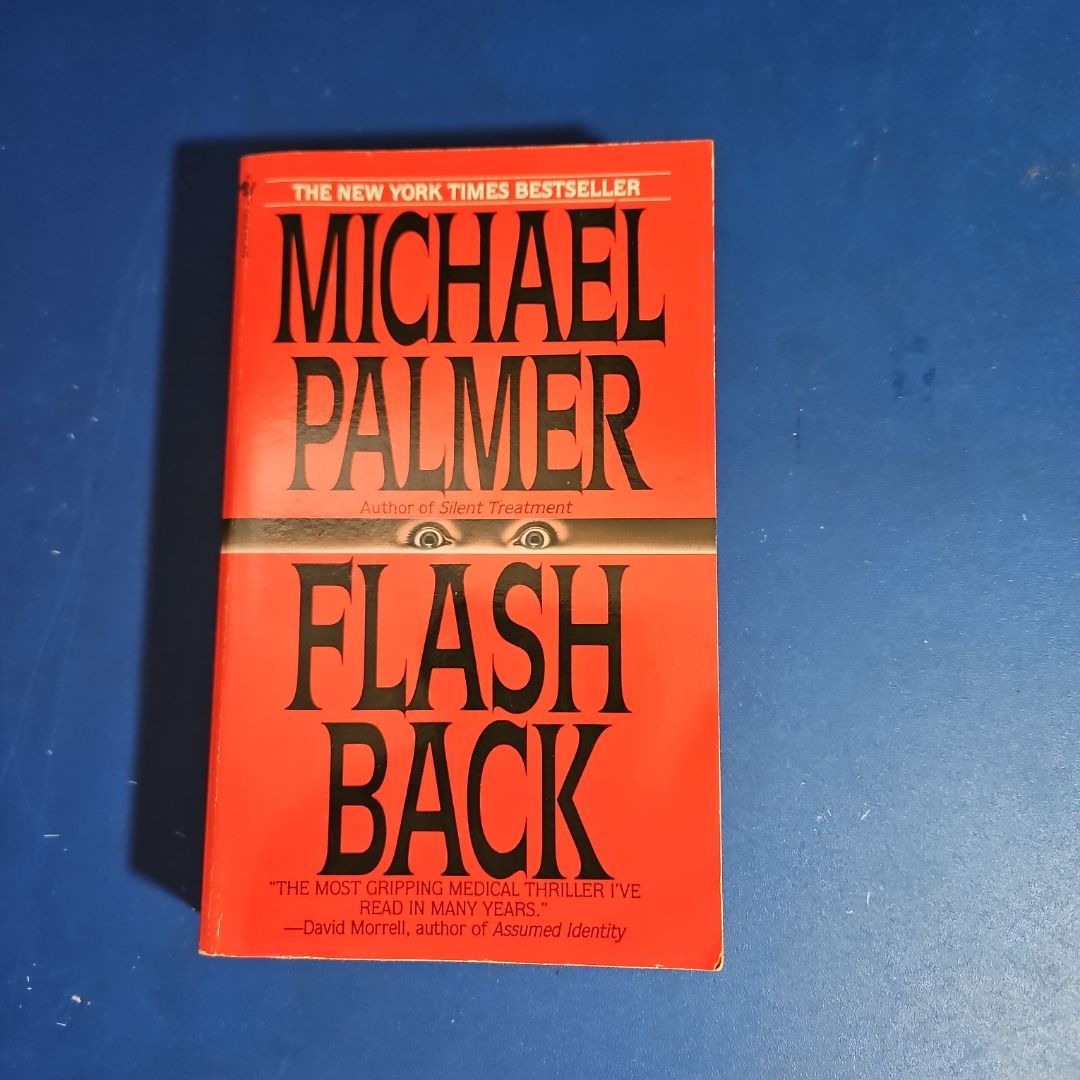 THE NEW YORK TIMES BESTSELLER
MICHAEL
PALMER
Author of Silent Treatment
FLASH
BACK
“THE MOST GRIPPING MEDICAL THRILLER I'VE
READ IN MANY YEARS.”
—David Morrell, author of Assumed Identity